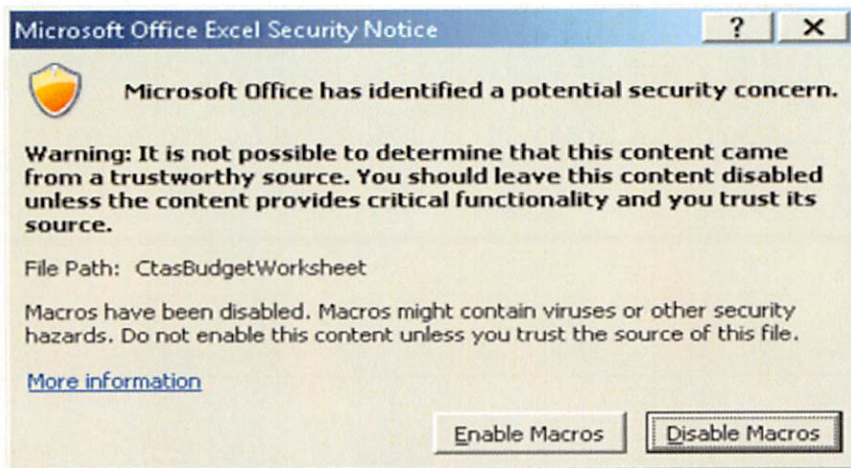 Microsoft Office Excel Security Notice
Microsoft Office has identified a potential security concern.
Warning: It is not possible to determine that this content came
from a trustworthy source. You should leave this content disabled
unless the content provides critical functionality and you trust its
source.
File Path: CtasBudgetWorksheet
Macros have been disabled. Macros might contain viruses or other security
hazards. Do not enable this content unless you trust the source of this file.
More information
Enable Macros
Disable Macros